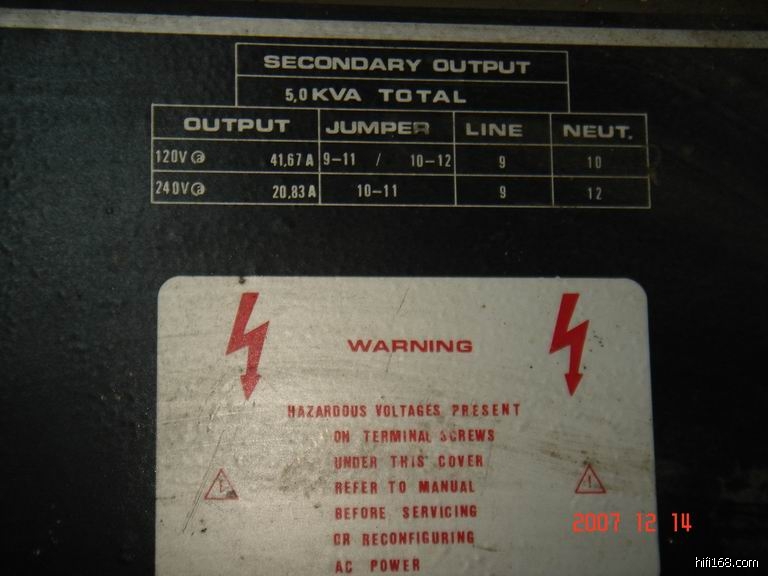 SECONDARY OUTPUT
5,0 KVA TOTAL
OUTPUT JUMPER LINE NEUT.
120V @ 41,67 A 9-11 / 10-12 9 10
240V @ 20,83 A 10-11 9 12
WARNING
HAZARDOUS VOLTAGES PRESENT
ON TERMINAL SCREWS
UNDER THIS COVER
REFER TO MANUAL
BEFORE SERVICING
OR RECONFIGURING
AC POWER
2007 12 14
hifi168.com